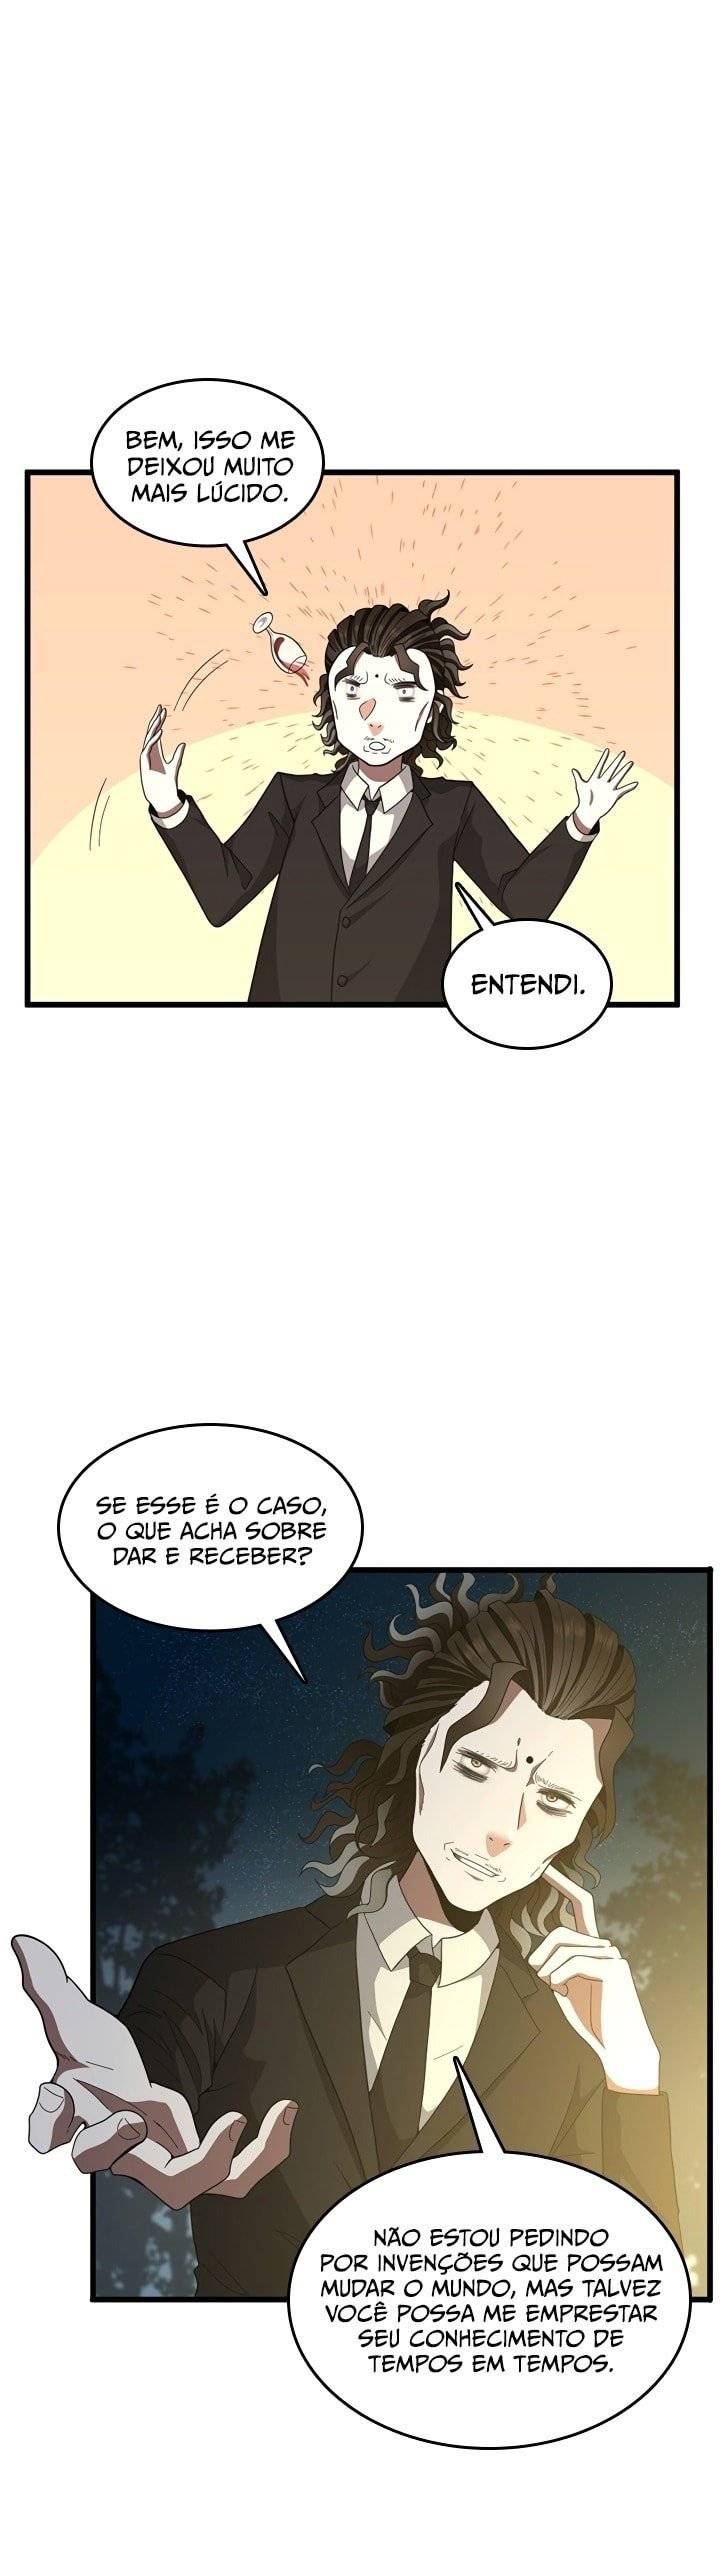 BEM, ISSO ME
DEIXOU MUITO
MAIS LÚCIDO.
ENTENDI.
SE ESSE É O CASO,
O QUE ACHA SOBRE
DAR E RECEBER?
NÃO ESTOU PEDINDO
POR INVENÇÕES QUE POSSAM
MUDAR O MUNDO, MAS TALVEZ
VOCÊ POSSA ME EMPRESTAR
SEU CONHECIMENTO DE
TEMPOS EM TEMPOS.